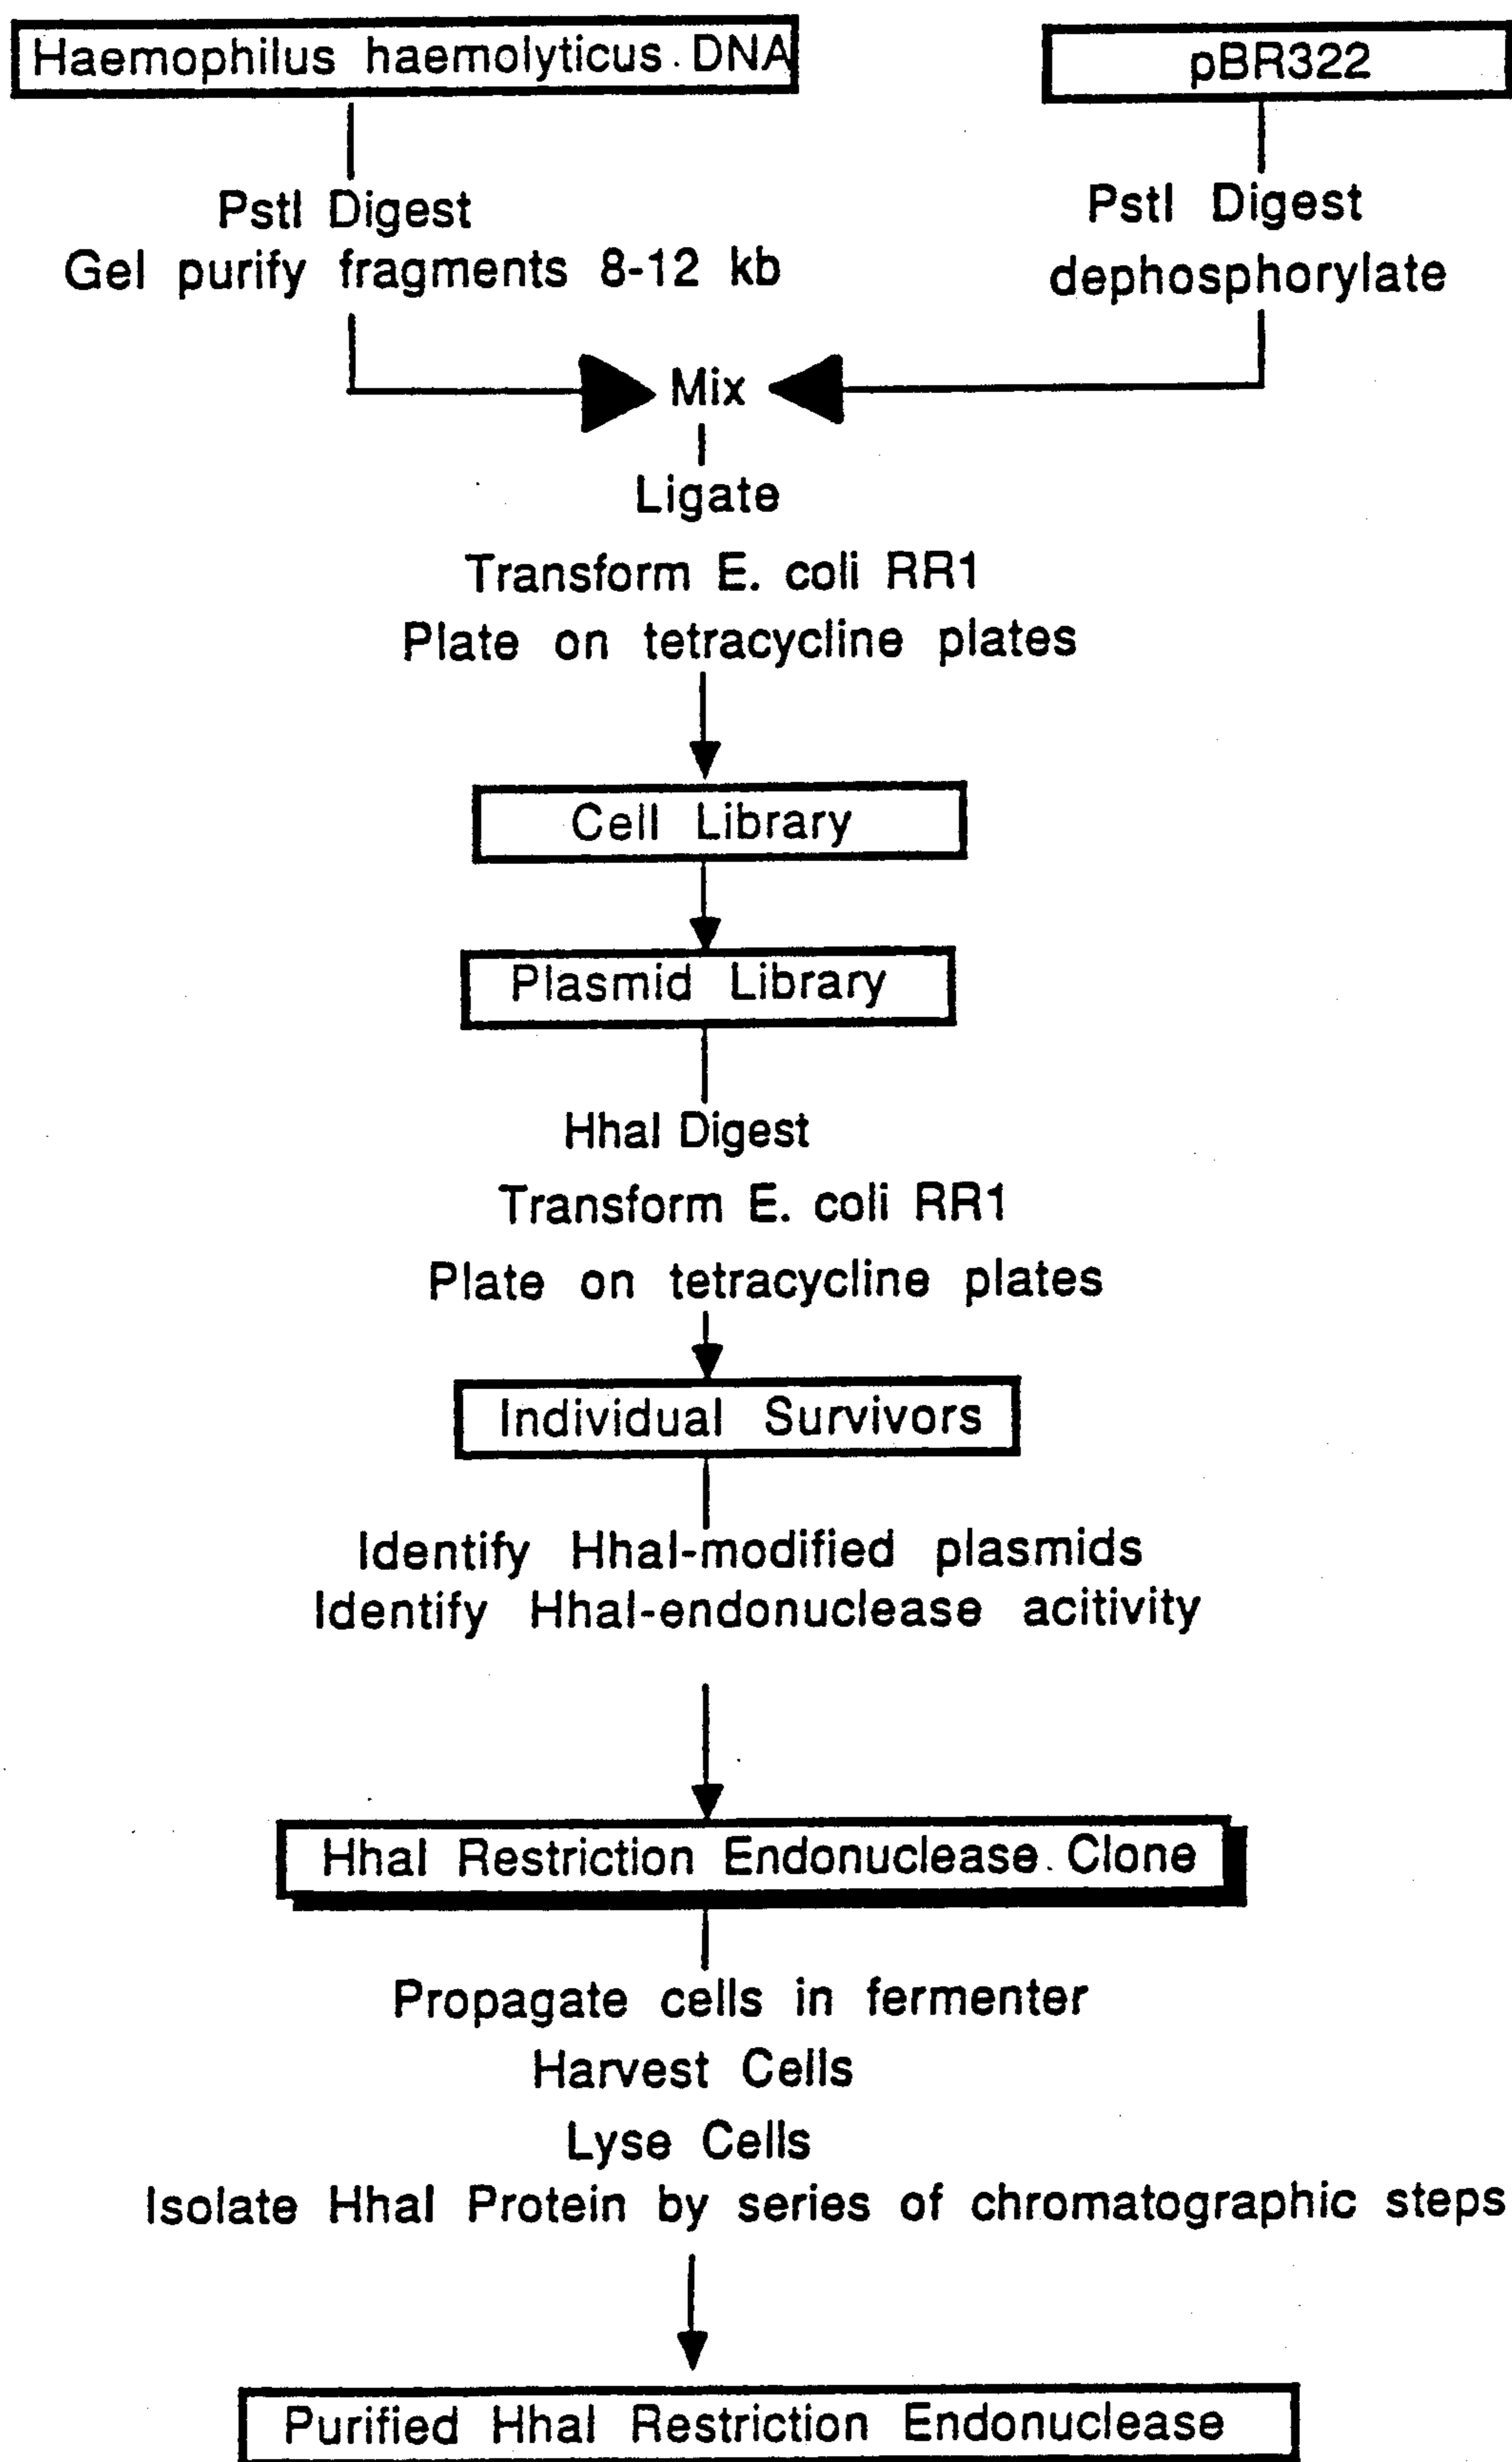 Haemophilus haemolyticus. DNA
pBR322
PstI Digest
Gel purify fragments 8-12 kb
PstI Digest
dephosphorylate
Mix
Ligate
Transform E. coli RR1
Plate on tetracycline plates
Cell Library
Plasmid Library
HhaI Digest
Transform E. coli RR1
Plate on tetracycline plates
Individual Survivors
Identify HhaI-modified plasmids
Identify HhaI-endonuclease acitivity
HhaI Restriction Endonuclease. Clone
Propagate cells in fermenter
Harvest Cells
Lyse Cells
Isolate HhaI Protein by series of chromatographic steps
Purified HhaI Restriction Endonuclease